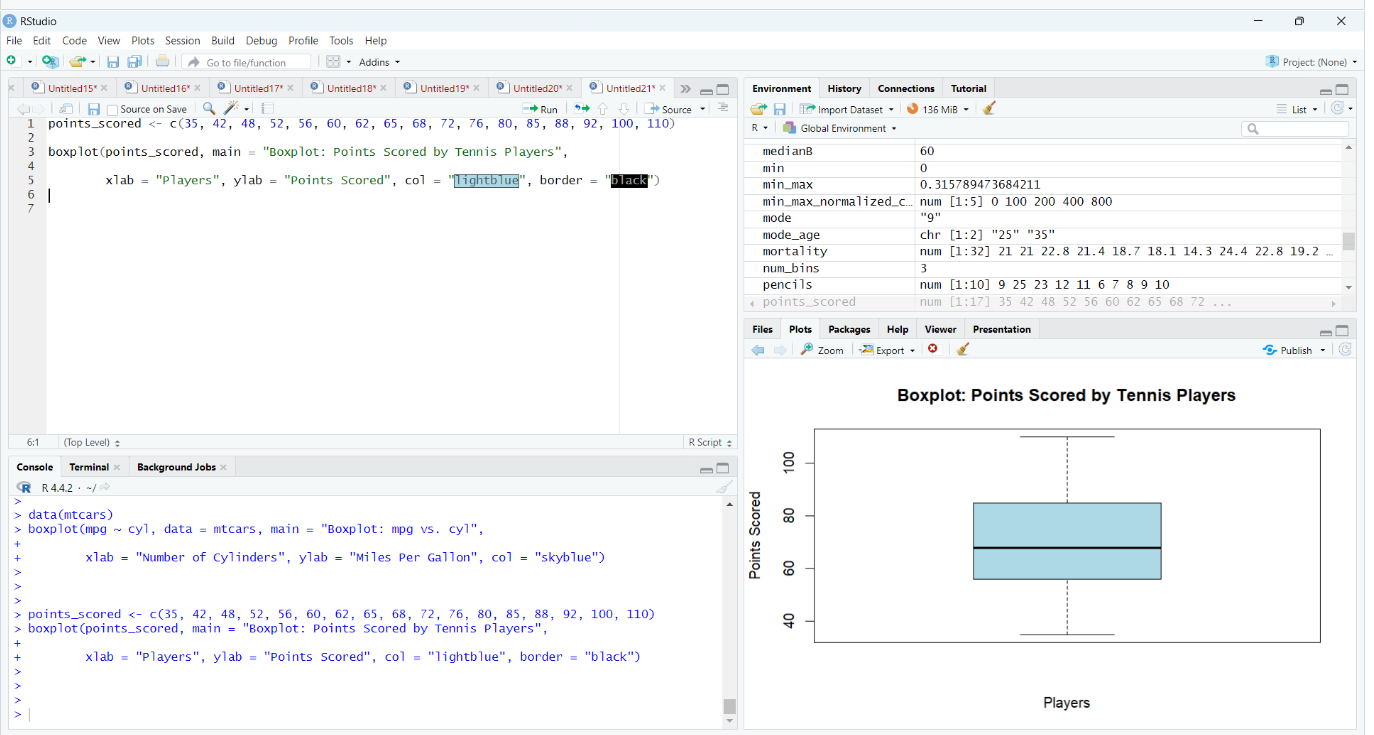 RStudio
File Edit Code View Plots Session Build Debug Profile Tools Help
Go to file/function Addins Project: (None)
Untitled15* Untitled16* Untitled17* Untitled18* Untitled19* Untitled20* Untitled21*
Source on Save Run Source
1 points_scored <- c(35, 42, 48, 52, 56, 60, 62, 65, 68, 72, 76, 80, 85, 88, 92, 100, 110)
2
3 boxplot(points_scored, main = "Boxplot: Points Scored by Tennis Players",
4
5 xlab = "Players", ylab = "Points Scored", col = "lightblue", border = "black")
6
7
6:1 (Top Level) R Script
Console Terminal Background Jobs
R 4.4.2 · ~/
>
> data(mtcars)
> boxplot(mpg ~ cyl, data = mtcars, main = "Boxplot: mpg vs. cyl",
+
+ xlab = "Number of Cylinders", ylab = "Miles Per Gallon", col = "skyblue")
>
>
>
> points_scored <- c(35, 42, 48, 52, 56, 60, 62, 65, 68, 72, 76, 80, 85, 88, 92, 100, 110)
> boxplot(points_scored, main = "Boxplot: Points Scored by Tennis Players",
+
+ xlab = "Players", ylab = "Points Scored", col = "lightblue", border = "black")
>
>
>
>
Environment History Connections Tutorial
Import Dataset 136 MiB List
R Global Environment
medianB 60
min 0
min_max 0.315789473684211
min_max_normalized_c… num [1:5] 0 100 200 400 800
mode "9"
mode_age chr [1:2] "25" "35"
mortality num [1:32] 21 21 22.8 21.4 18.7 18.1 14.3 24.4 22.8 19.2 …
num_bins 3
pencils num [1:10] 9 25 23 12 11 6 7 8 9 10
points_scored num [1:17] 35 42 48 52 56 60 62 65 68 72 ...
Files Plots Packages Help Viewer Presentation
Zoom Export Publish
Boxplot: Points Scored by Tennis Players
Points Scored
100
80
60
40
Players